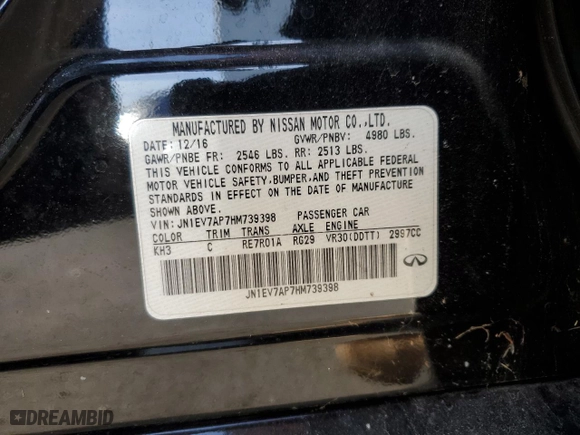 MANUFACTURED BY NISSAN MOTOR CO.,LTD.
DATE: 12/16 GVWR/PNBV: 4980 LBS.
GAWR/PNBE FR: 2546 LBS. RR: 2513 LBS.
THIS VEHICLE CONFORMS TO ALL APPLICABLE FEDERAL
MOTOR VEHICLE SAFETY,BUMPER,AND THEFT PREVENTION
STANDARDS IN EFFECT ON THE DATE OF MANUFACTURE
SHOWN ABOVE.
VIN: JN1EV7AP7HM739398 PASSENGER CAR
COLOR TRIM TRANS AXLE ENGINE
KH3 C RE7R01A RG29 VR30(DDTT) 2997CC
JN1EV7AP7HM739398
DREAMBID